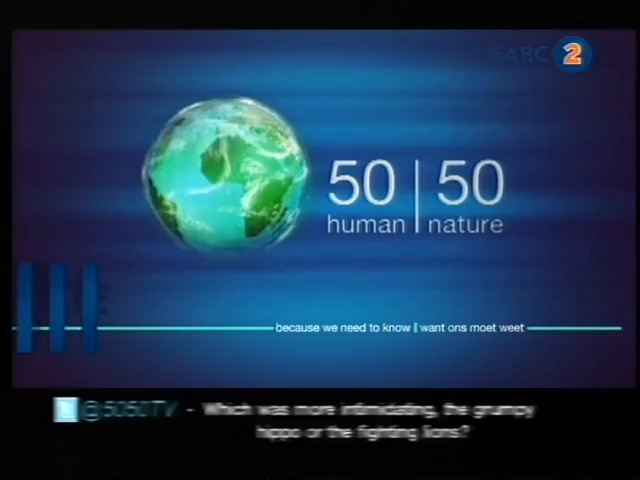 SABC 2
50 | 50
human | nature
because we need to know | want ons moet weet
@5050TV - Which was more intimidating, the grumpy
hippo or the fighting lions?